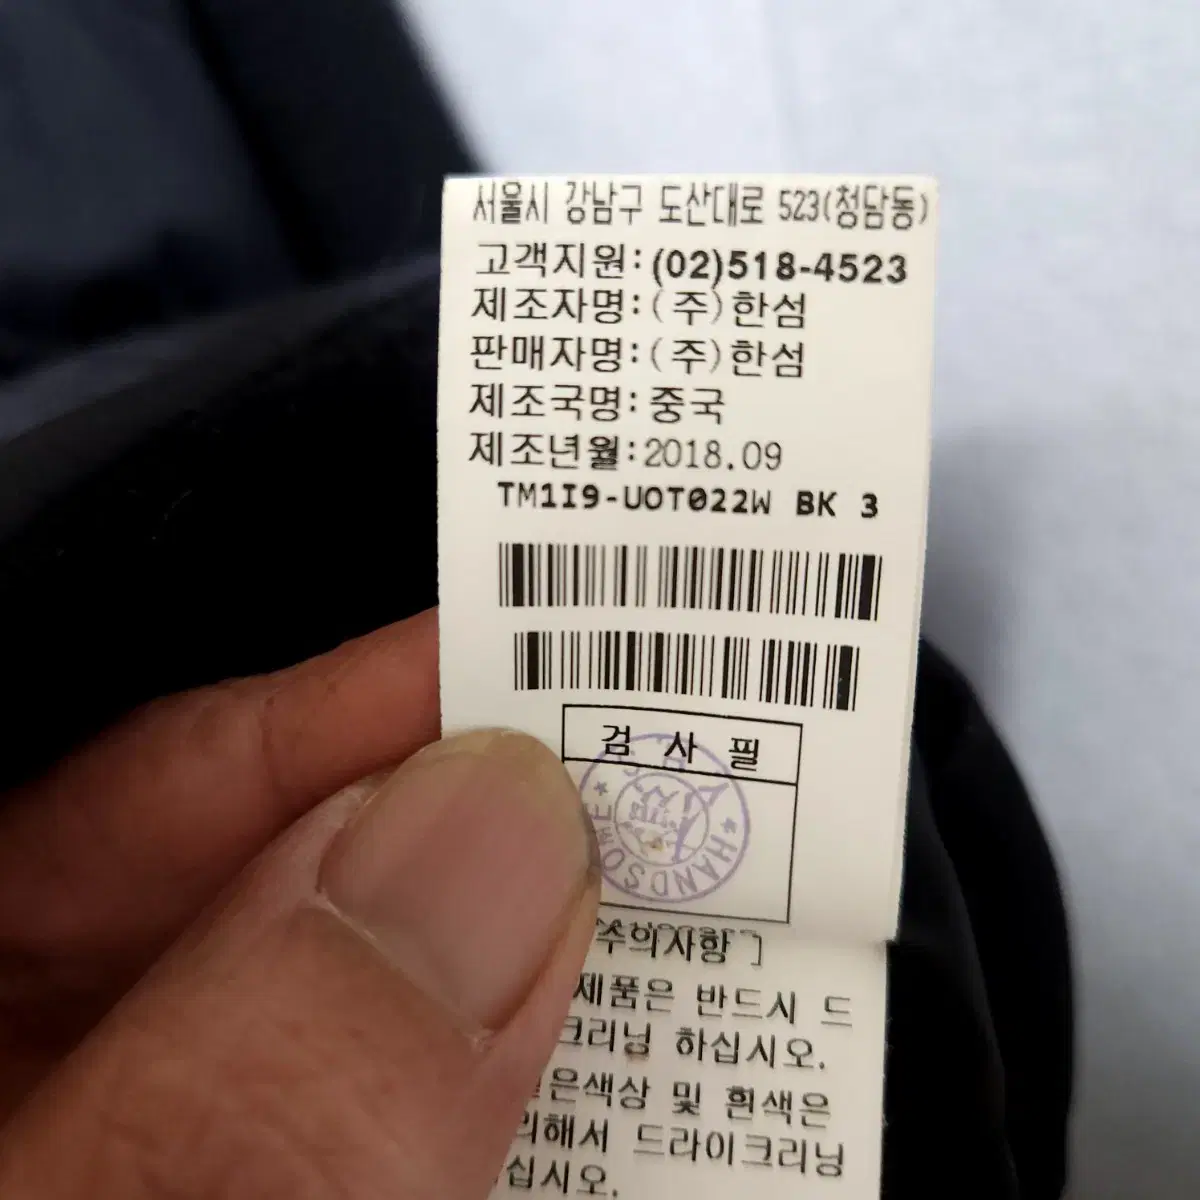 서울시 강남구 도산대로 523(청담동)
고객지원:(02)518-4523
제조자명:(주)한섬
판매자명:(주)한섬
제조국명:중국
제조년월:2018.09
TM1I9-UOT022W BK 3
검 사 필
HANDSOME
주의사항 ]
제품은 반드시 드
크리닝 하십시오.
은색상 및 흰색은
의해서 드라이크리닝
십시오.